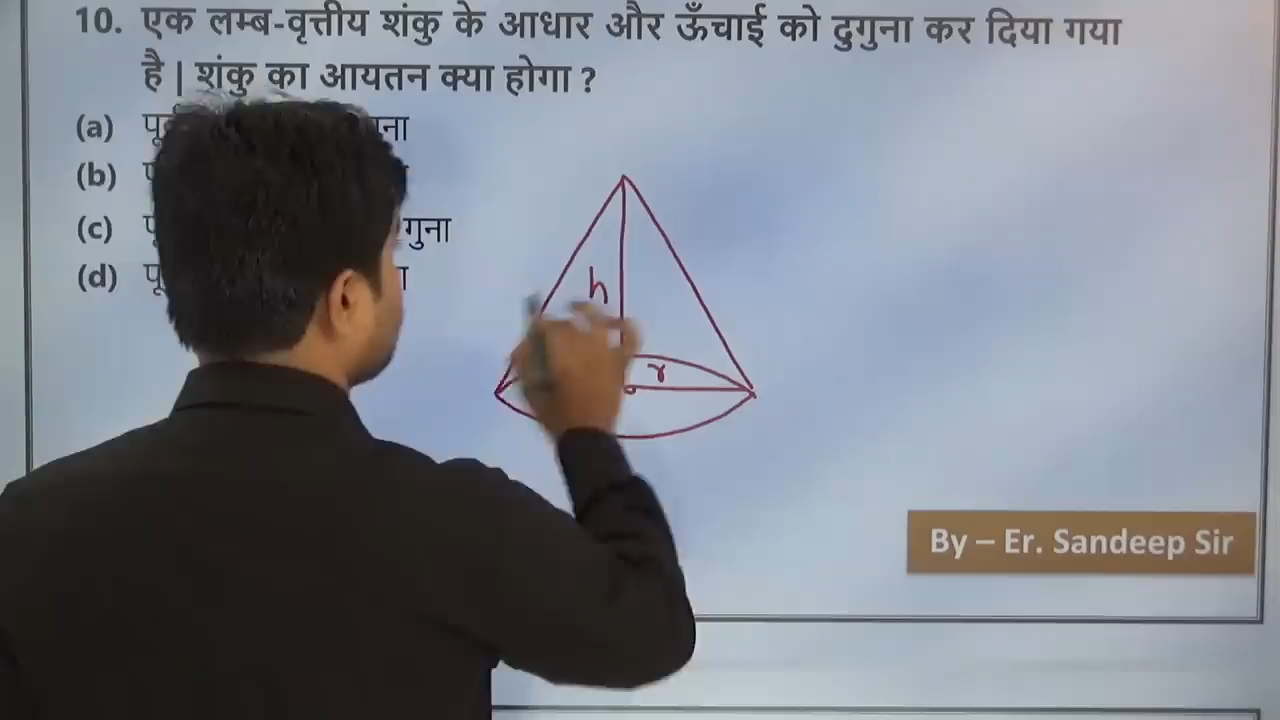 10. एक लम्ब-वृत्तीय शंकु के आधार और ऊँचाई को दुगुना कर दिया गया
है | शंकु का आयतन क्या होगा ?
(a)
(b)
(c) गुना
(d)
h
r
By – Er. Sandeep Sir